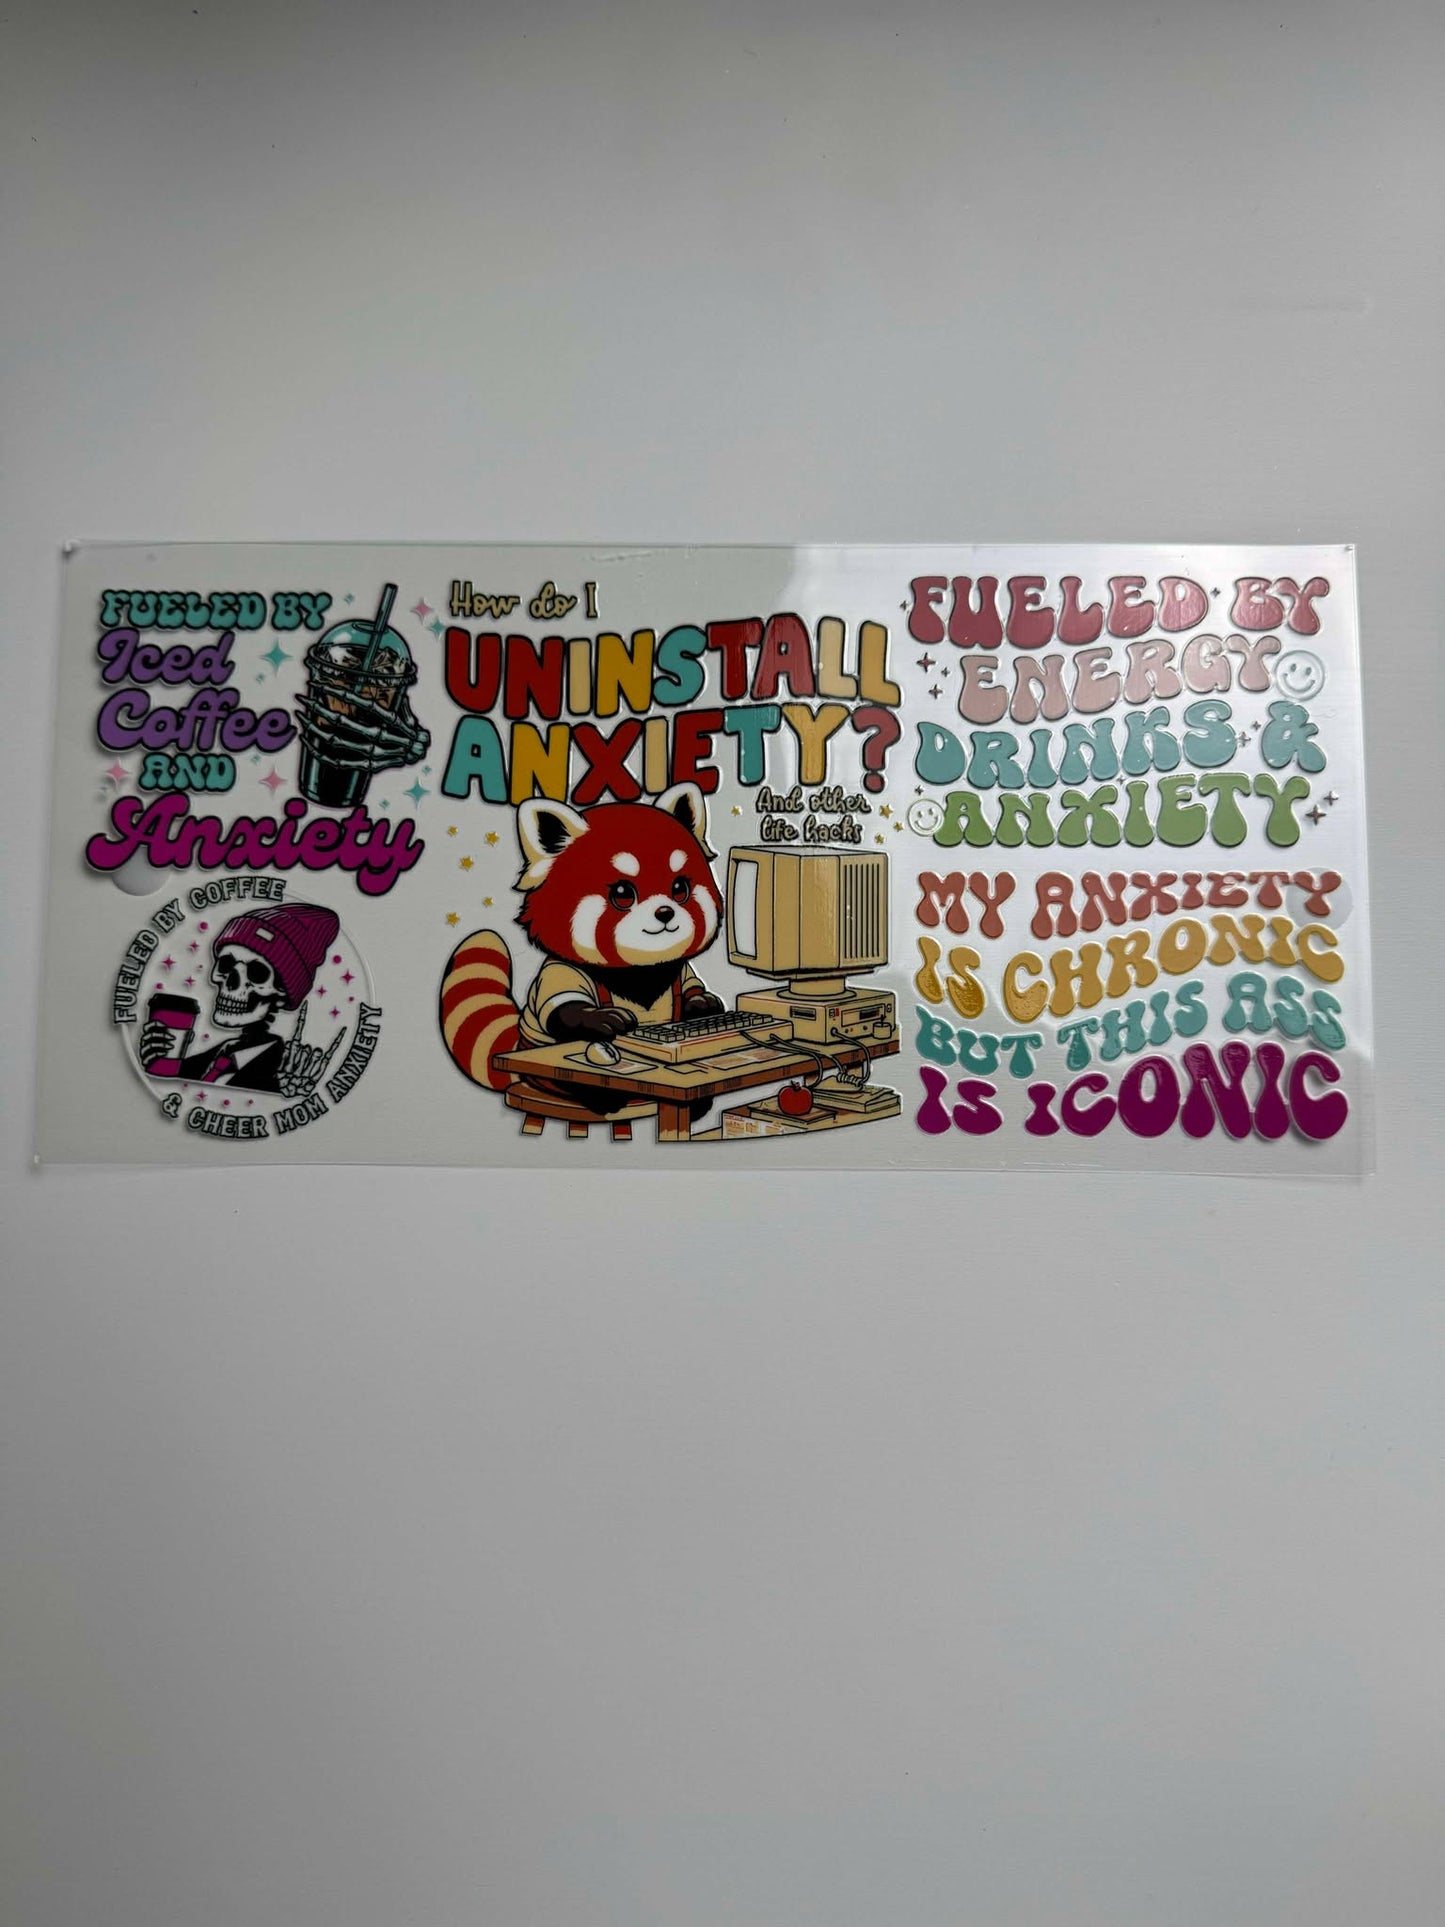 FUELED BY
Iced
Coffee
AND
Anxiety
FUELED BY COFFEE
& CHEER MOM ANXIETY
How do I
UNINSTALL
ANXIETY?
And other
life hacks
FUELED BY
ENERGY
DRINKS &
ANXIETY
MY ANXIETY
IS CHRONIC
BUT THIS ASS
IS iCONIC